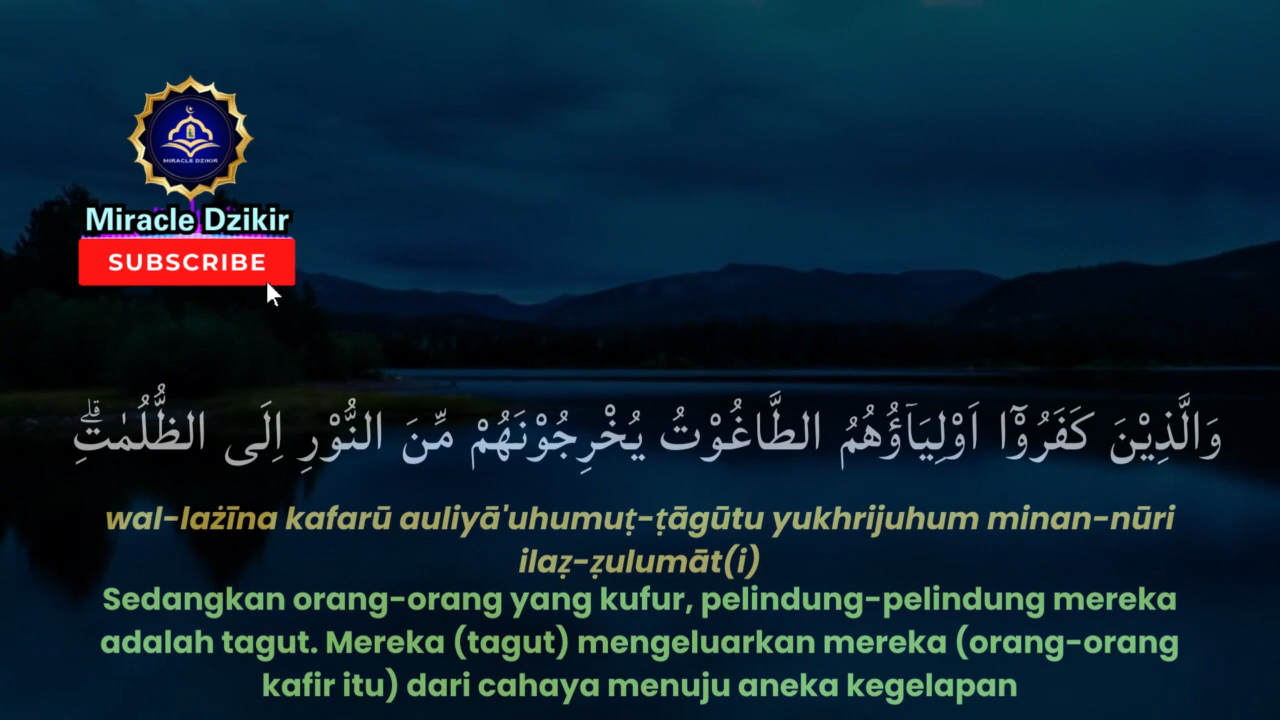 MIRACLE DZIKIR
Miracle Dzikir
SUBSCRIBE
وَالَّذِيْنَ كَفَرُوْٓا اَوْلِيَاۤؤُهُمُ الطَّاغُوْتُ يُخْرِجُوْنَهُمْ مِّنَ النُّوْرِ اِلَى الظُّلُمٰتِۗ
wal-lażīna kafarū auliyā'uhumuṭ-ṭāgūtu yukhrijuhum minan-nūri
ilaẓ-ẓulumāt(i)
Sedangkan orang-orang yang kufur, pelindung-pelindung mereka
adalah tagut. Mereka (tagut) mengeluarkan mereka (orang-orang
kafir itu) dari cahaya menuju aneka kegelapan